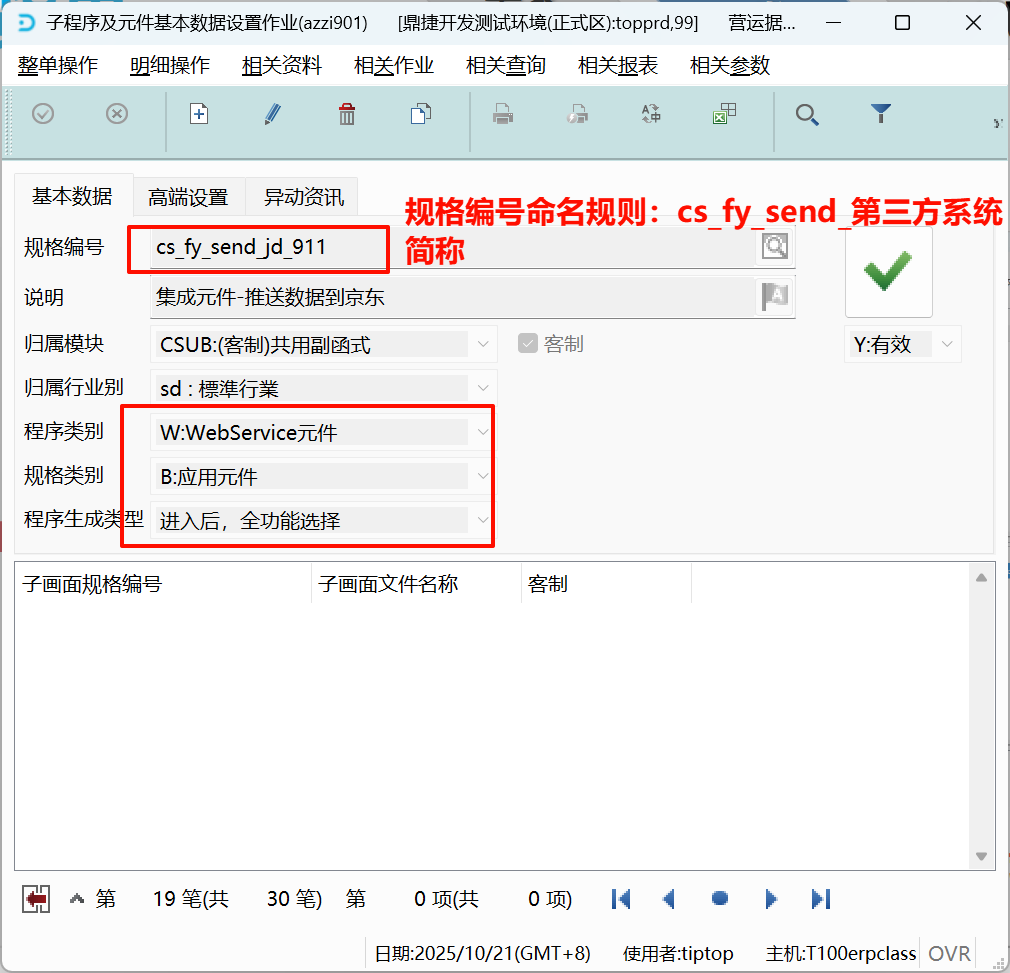 子程序及元件基本数据设置作业(azzi901) [鼎捷开发测试环境(正式区):topprd,99] 营运据...
整单操作 明细操作 相关资料 相关作业 相关查询 相关报表 相关参数
基本数据 高端设置 异动资讯
规格编号命名规则：cs_fy_send_第三方系统
简称
规格编号 cs_fy_send_jd_911
说明 集成元件-推送数据到京东
归属模块 CSUB:(客制)共用副函式 客制 Y:有效
归属行业别 sd : 標準行業
程序类别 W:WebService元件
规格类别 B:应用元件
程序生成类型 进入后，全功能选择
子画面规格编号 子画面文件名称 客制
第 19 笔(共 30 笔) 第 0 项(共 0 项)
日期:2025/10/21(GMT+8) 使用者:tiptop 主机:T100erpclass OVR